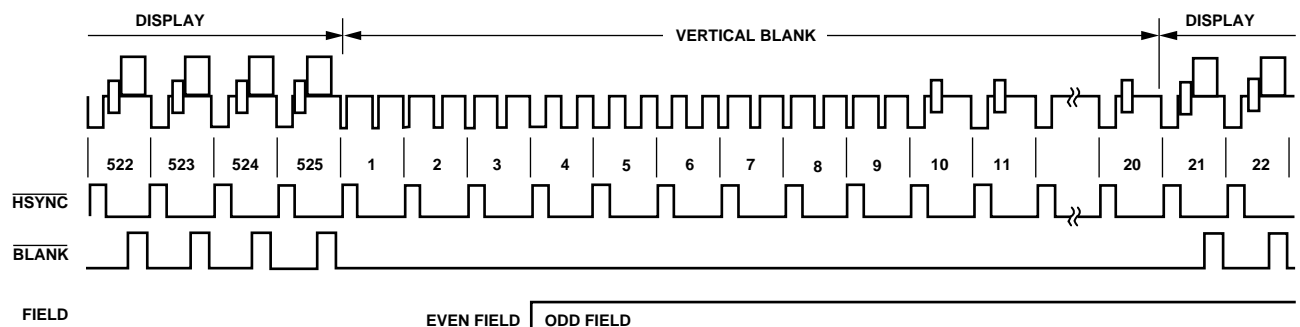 DISPLAY VERTICAL BLANK DISPLAY
522 523 524 525 1 2 3 4 5 6 7 8 9 10 11 20 21 22
HSYNC
BLANK
FIELD
EVEN FIELD ODD FIELD